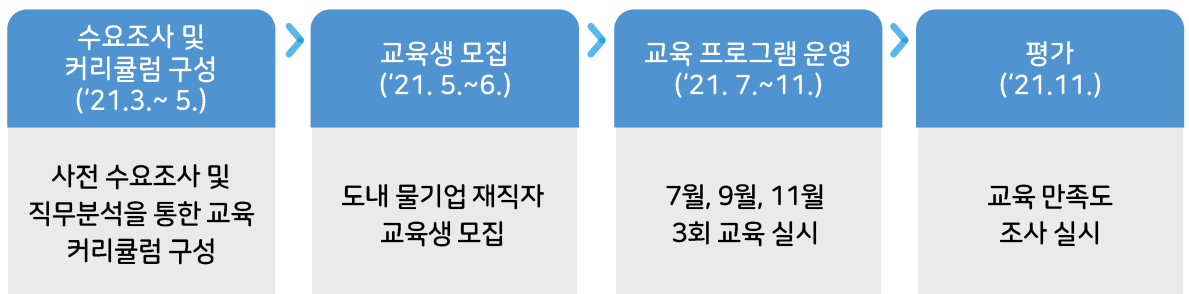 수요조사 및
커리큘럼 구성
(‘21.3.~ 5.)
사전 수요조사 및
직무분석을 통한 교육
커리큘럼 구성
교육생 모집
(‘21. 5.~6.)
도내 물기업 재직자
교육생 모집
교육 프로그램 운영
(‘21. 7.~11.)
7월, 9월, 11월
3회 교육 실시
평가
(‘21.11.)
교육 만족도
조사 실시